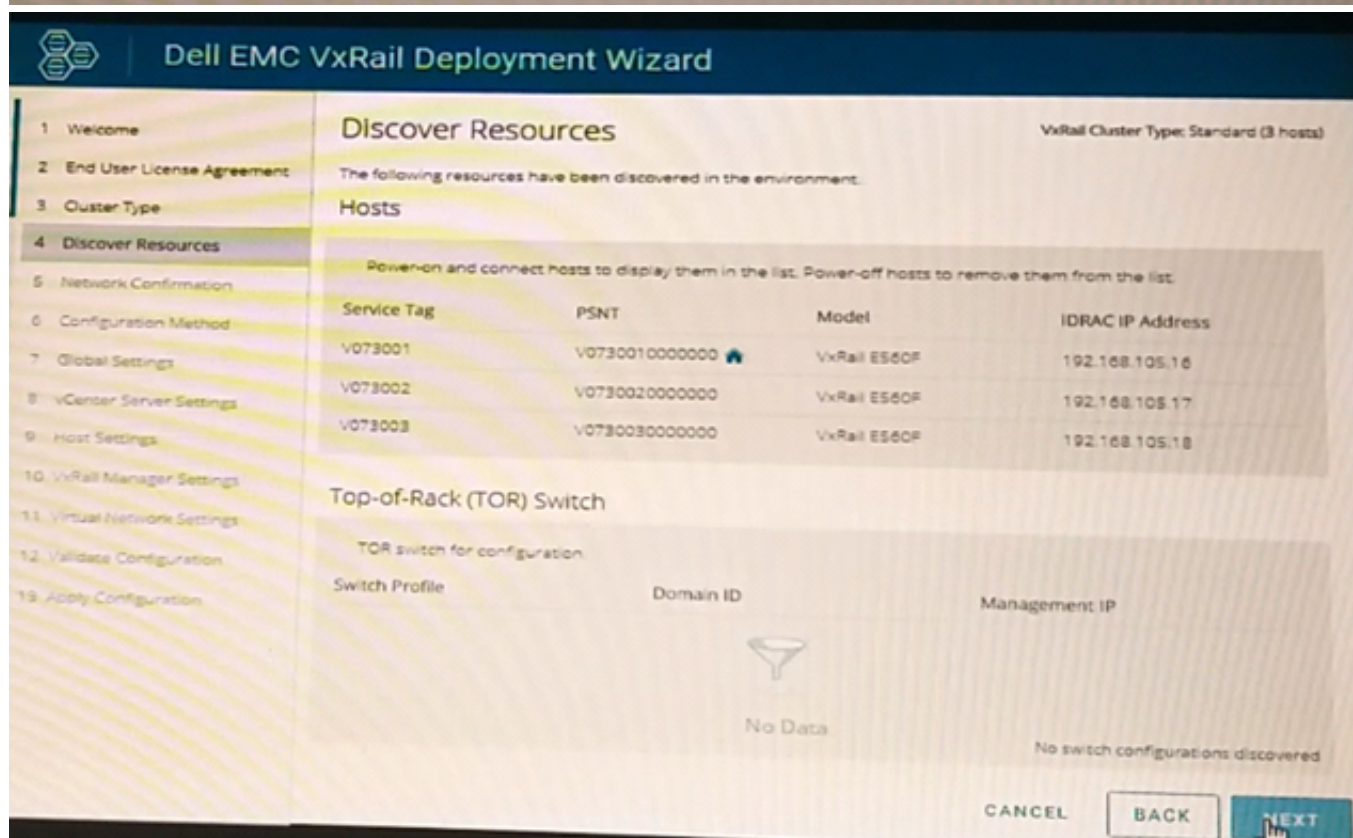 Dell EMC VxRail Deployment Wizard
1 Welcome
2 End User License Agreement
3 Cluster Type
4 Discover Resources
5 Network Confirmation
6 Configuration Method
7 Global Settings
8 vCenter Server Settings
9 Host Settings
10 VxRail Manager Settings
11 Virtual Network Settings
12 Validate Configuration
13 Apply Configuration
Discover Resources
VxRail Cluster Type: Standard (3 hosts)
The following resources have been discovered in the environment.
Hosts
Power-on and connect hosts to display them in the list. Power-off hosts to remove them from the list.
Service Tag PSNT Model IDRAC IP Address
V073001 V0730010000000 VxRail E560F 192.168.105.16
V073002 V0730020000000 VxRail E560F 192.168.105.17
V073003 V0730030000000 VxRail E560F 192.168.105.18
Top-of-Rack (TOR) Switch
TOR switch for configuration.
Switch Profile Domain ID Management IP
No Data
No switch configurations discovered
CANCEL BACK NEXT